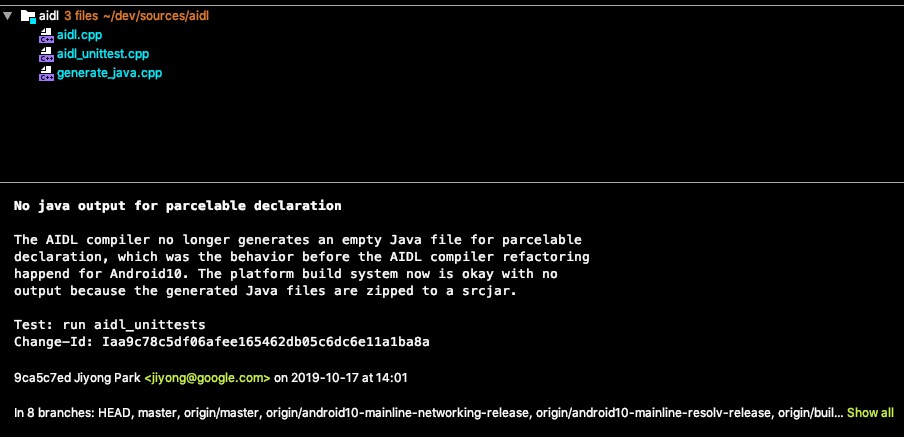 aidl 3 files ~/dev/sources/aidl
aidl.cpp
aidl_unittest.cpp
generate_java.cpp
No java output for parcelable declaration
The AIDL compiler no longer generates an empty Java file for parcelable
declaration, which was the behavior before the AIDL compiler refactoring
happend for Android10. The platform build system now is okay with no
output because the generated Java files are zipped to a srcjar.
Test: run aidl_unittests
Change-Id: Iaa9c78c5df06afee165462db05c6dc6e11a1ba8a
9ca5c7ed Jiyong Park <jiyong@google.com> on 2019-10-17 at 14:01
In 8 branches: HEAD, master, origin/master, origin/android10-mainline-networking-release, origin/android10-mainline-resolv-release, origin/buil... Show all